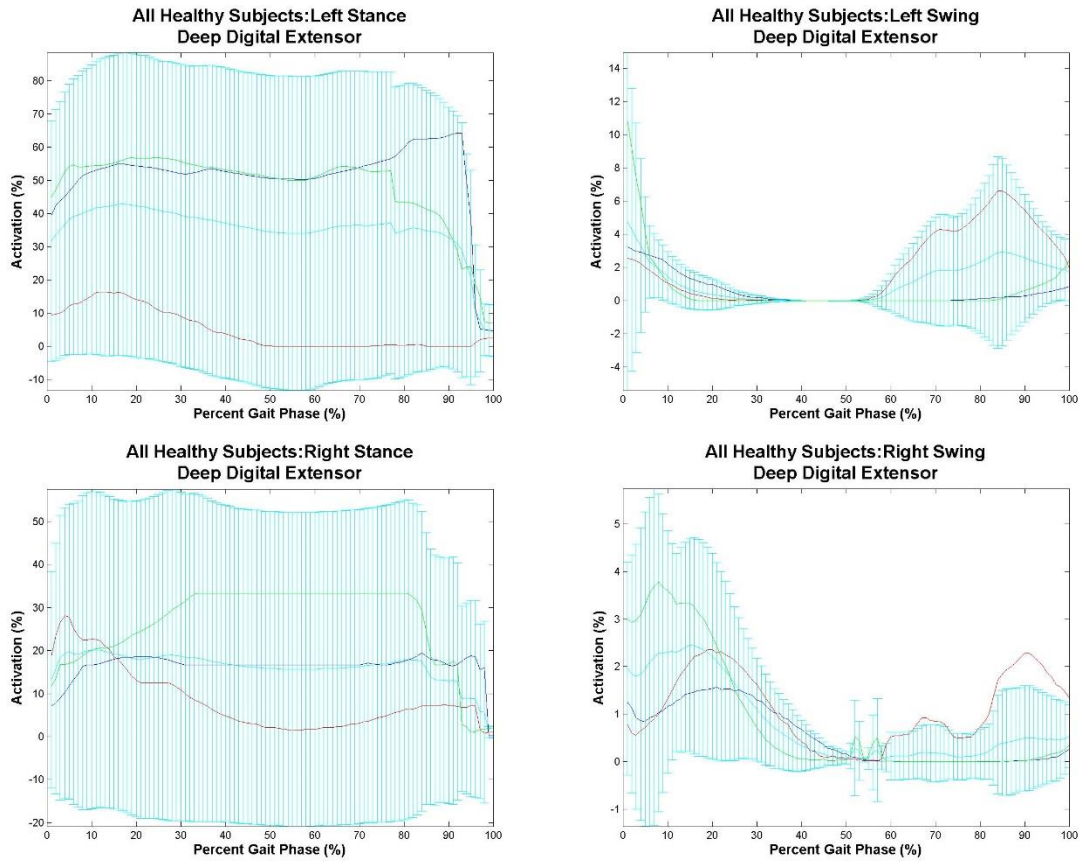 All Healthy Subjects:Left Stance
Deep Digital Extensor
Activation (%)
80
70
60
50
40
30
20
10
0
-10
0 10 20 30 40 50 60 70 80 90 100
Percent Gait Phase (%)
All Healthy Subjects:Left Swing
Deep Digital Extensor
Activation (%)
14
12
10
8
6
4
2
0
-2
-4
0 10 20 30 40 50 60 70 80 90 100
Percent Gait Phase (%)
All Healthy Subjects:Right Stance
Deep Digital Extensor
Activation (%)
50
40
30
20
10
0
-10
-20
0 10 20 30 40 50 60 70 80 90 100
Percent Gait Phase (%)
All Healthy Subjects:Right Swing
Deep Digital Extensor
Activation (%)
5
4
3
2
1
0
-1
0 10 20 30 40 50 60 70 80 90 100
Percent Gait Phase (%)